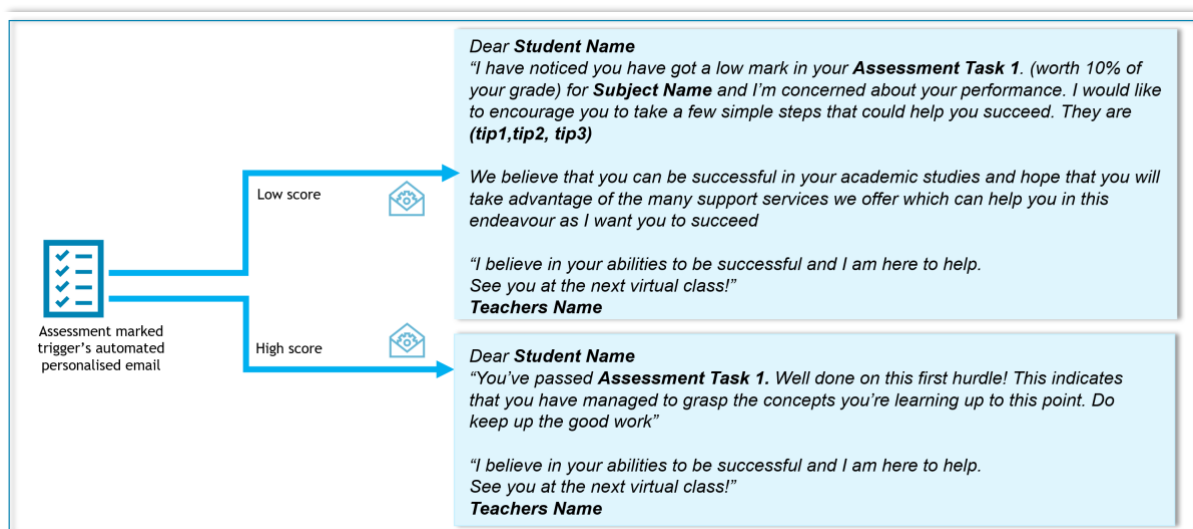 Dear Student Name
“I have noticed you have got a low mark in your Assessment Task 1. (worth 10% of
your grade) for Subject Name and I’m concerned about your performance. I would like
to encourage you to take a few simple steps that could help you succeed. They are
(tip1,tip2, tip3)
We believe that you can be successful in your academic studies and hope that you will
take advantage of the many support services we offer which can help you in this
endeavour as I want you to succeed
“I believe in your abilities to be successful and I am here to help.
See you at the next virtual class!”
Teachers Name
Low score
Assessment marked
trigger’s automated
personalised email
High score
Dear Student Name
“You’ve passed Assessment Task 1. Well done on this first hurdle! This indicates
that you have managed to grasp the concepts you’re learning up to this point. Do
keep up the good work”
“I believe in your abilities to be successful and I am here to help.
See you at the next virtual class!”
Teachers Name